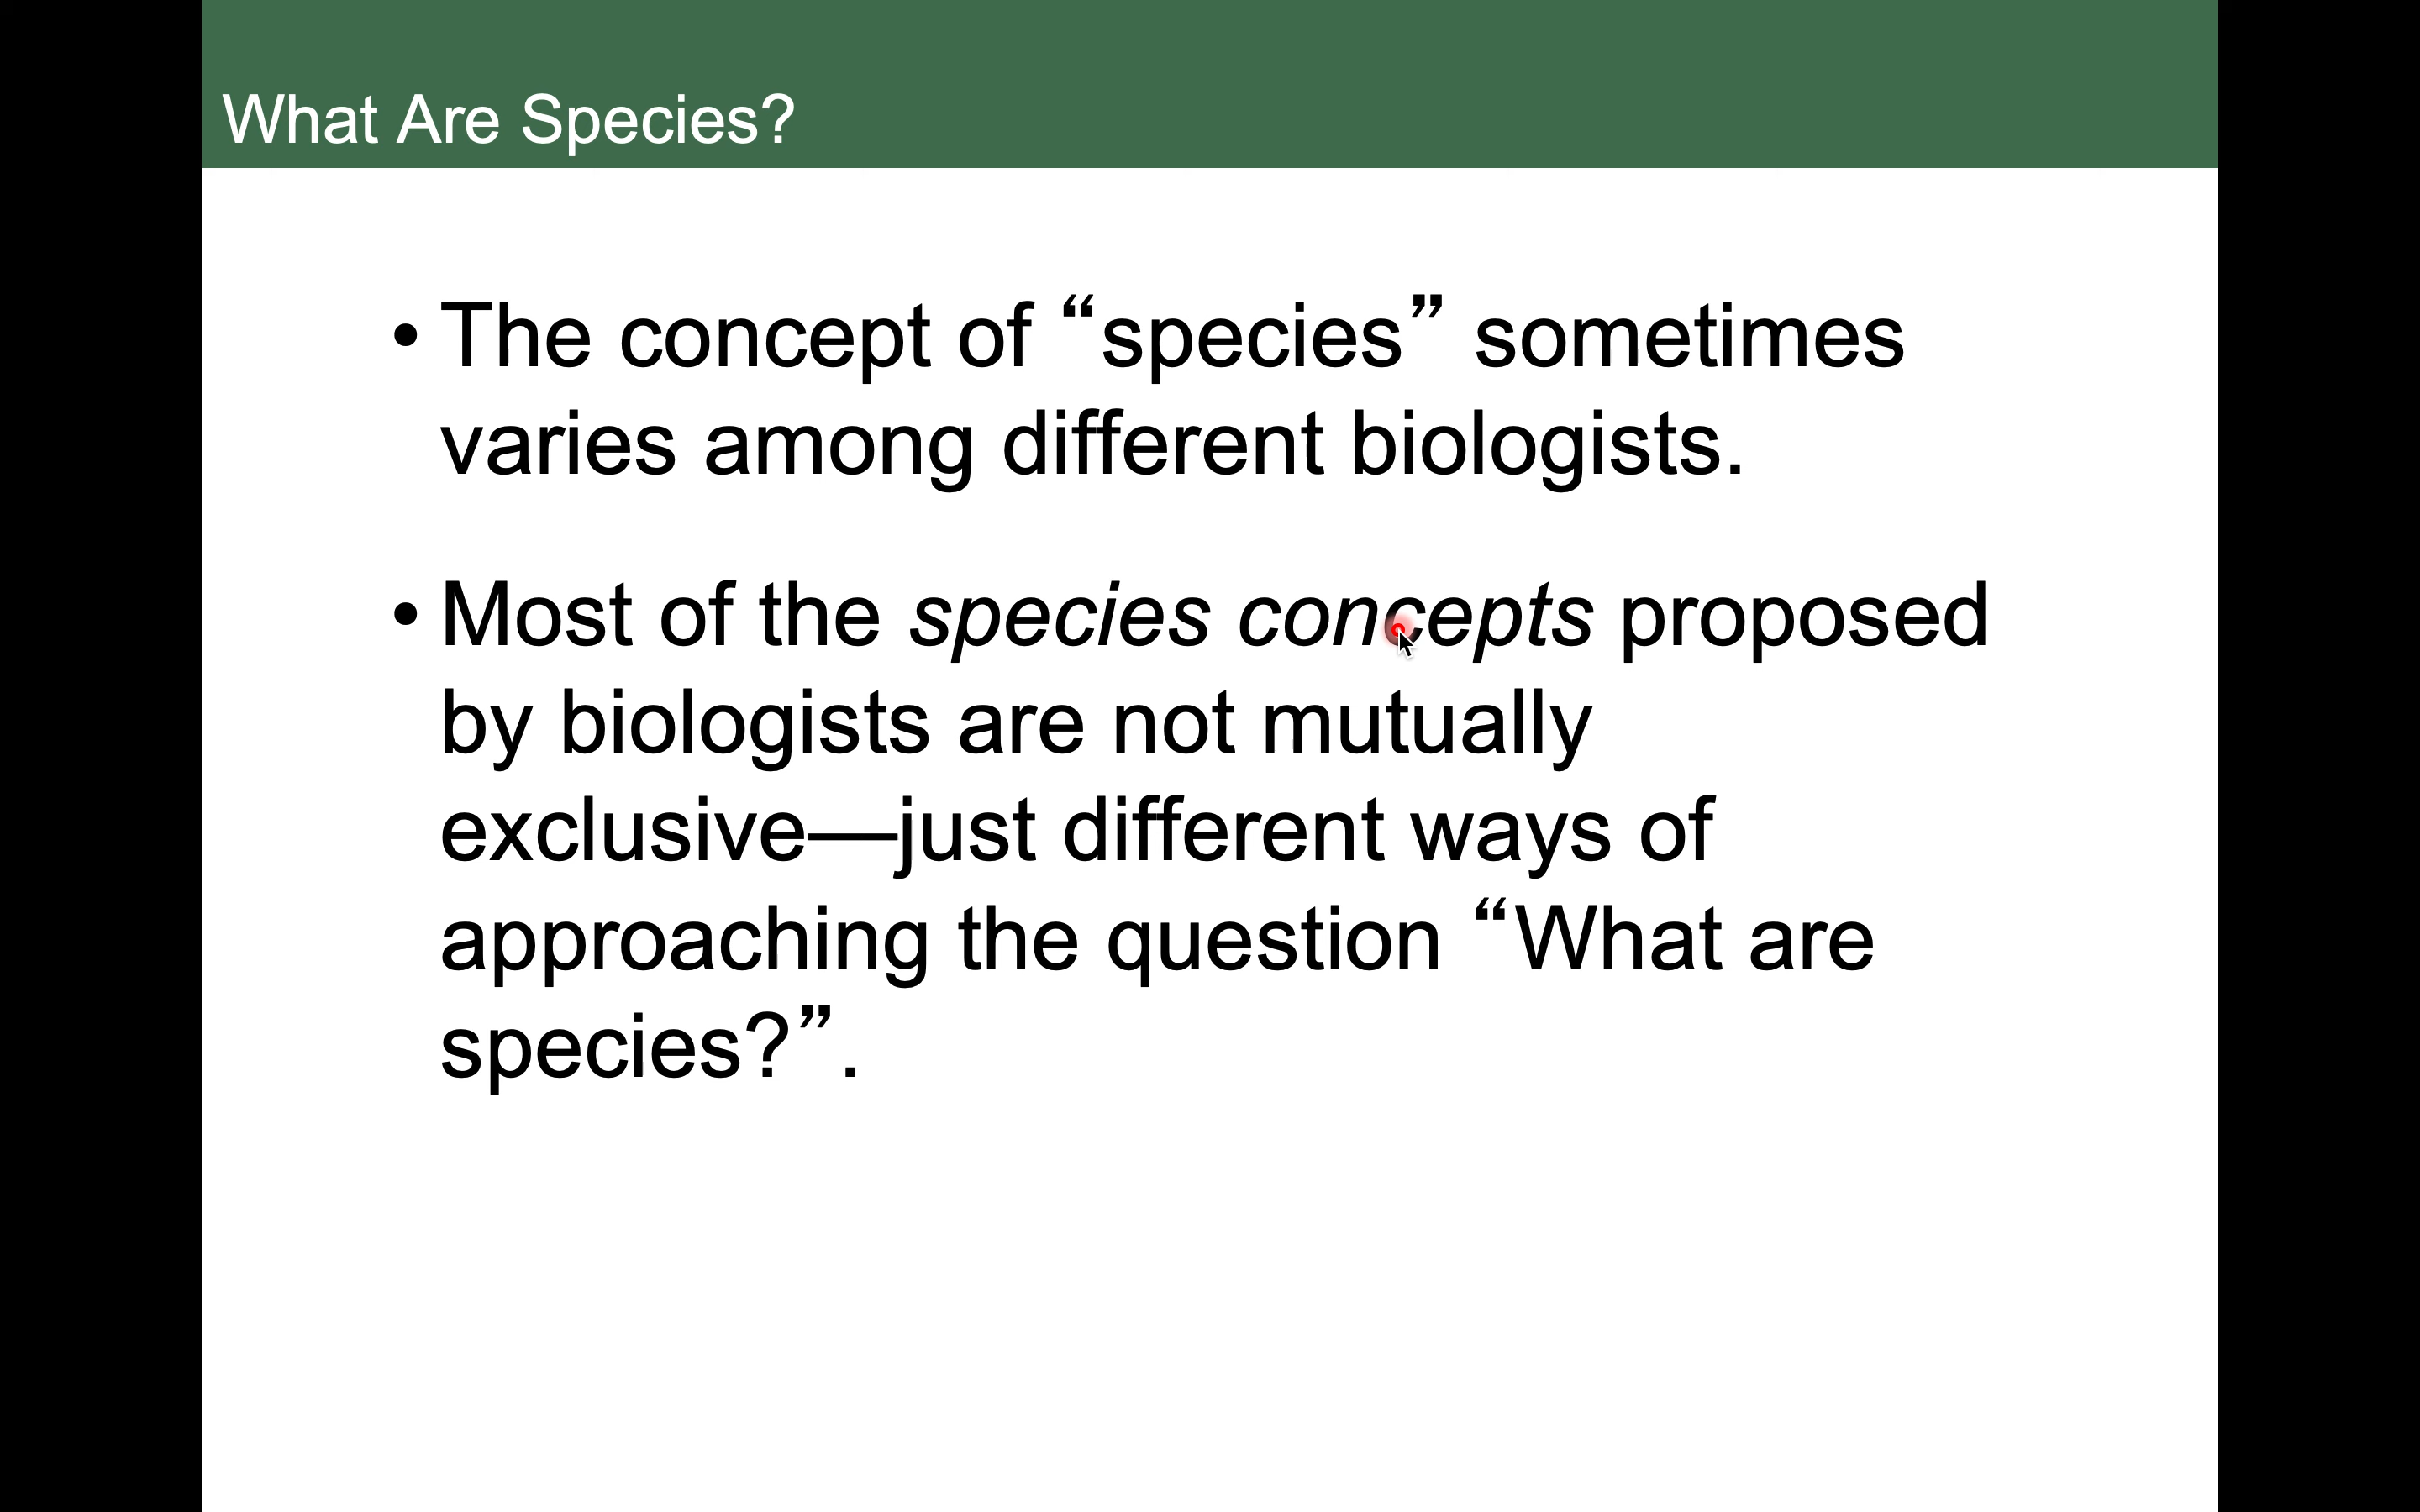 What Are Species?
• The concept of “species” sometimes
varies among different biologists.
• Most of the species concepts proposed
by biologists are not mutually
exclusive—just different ways of
approaching the question “What are
species?”.